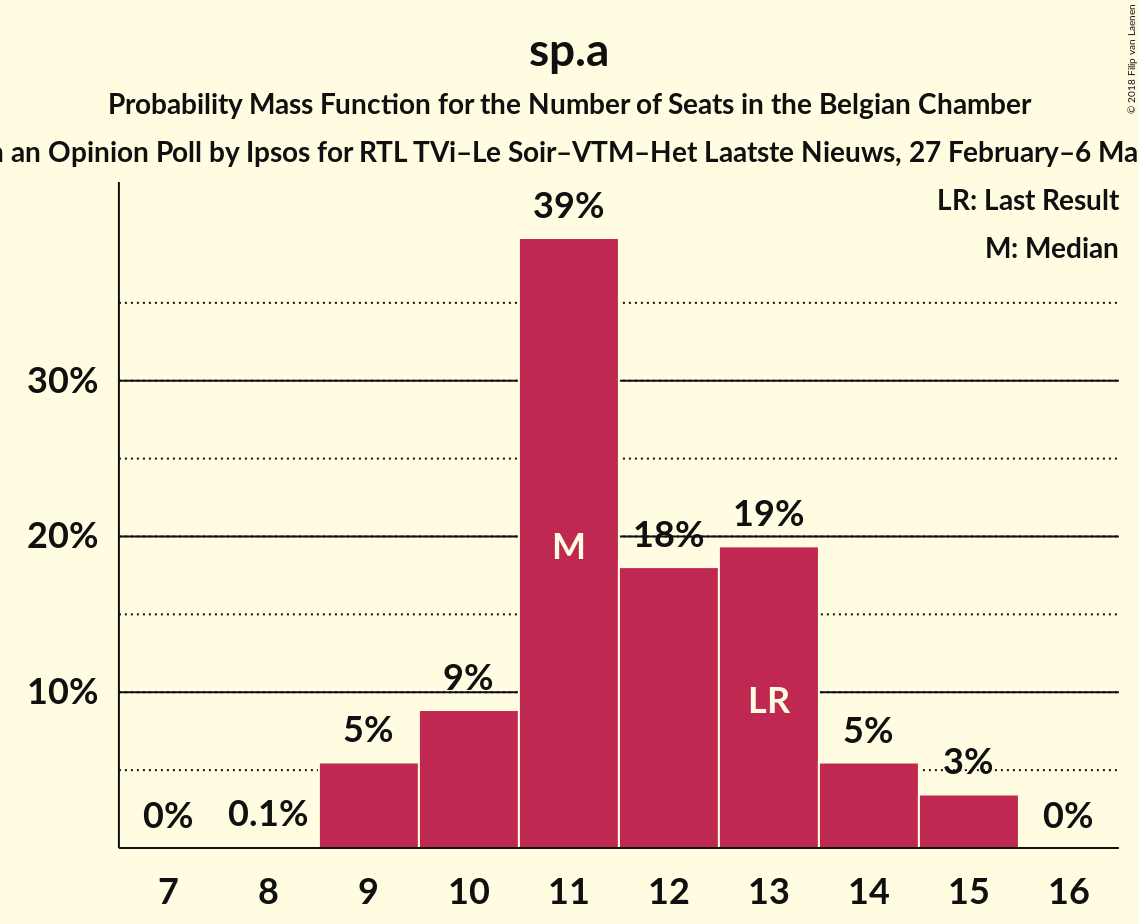 sp.a
Probability Mass Function for the Number of Seats in the Belgian Chamber
an Opinion Poll by Ipsos for RTL TVi–Le Soir–VTM–Het Laatste Nieuws, 27 February–6 Ma
© 2018 Filip van Laenen
LR: Last Result
M: Median
39%
30%
20%
10%
0%
0.1%
5%
9%
M
18%
19%
LR
5%
3%
0%
7 8 9 10 11 12 13 14 15 16